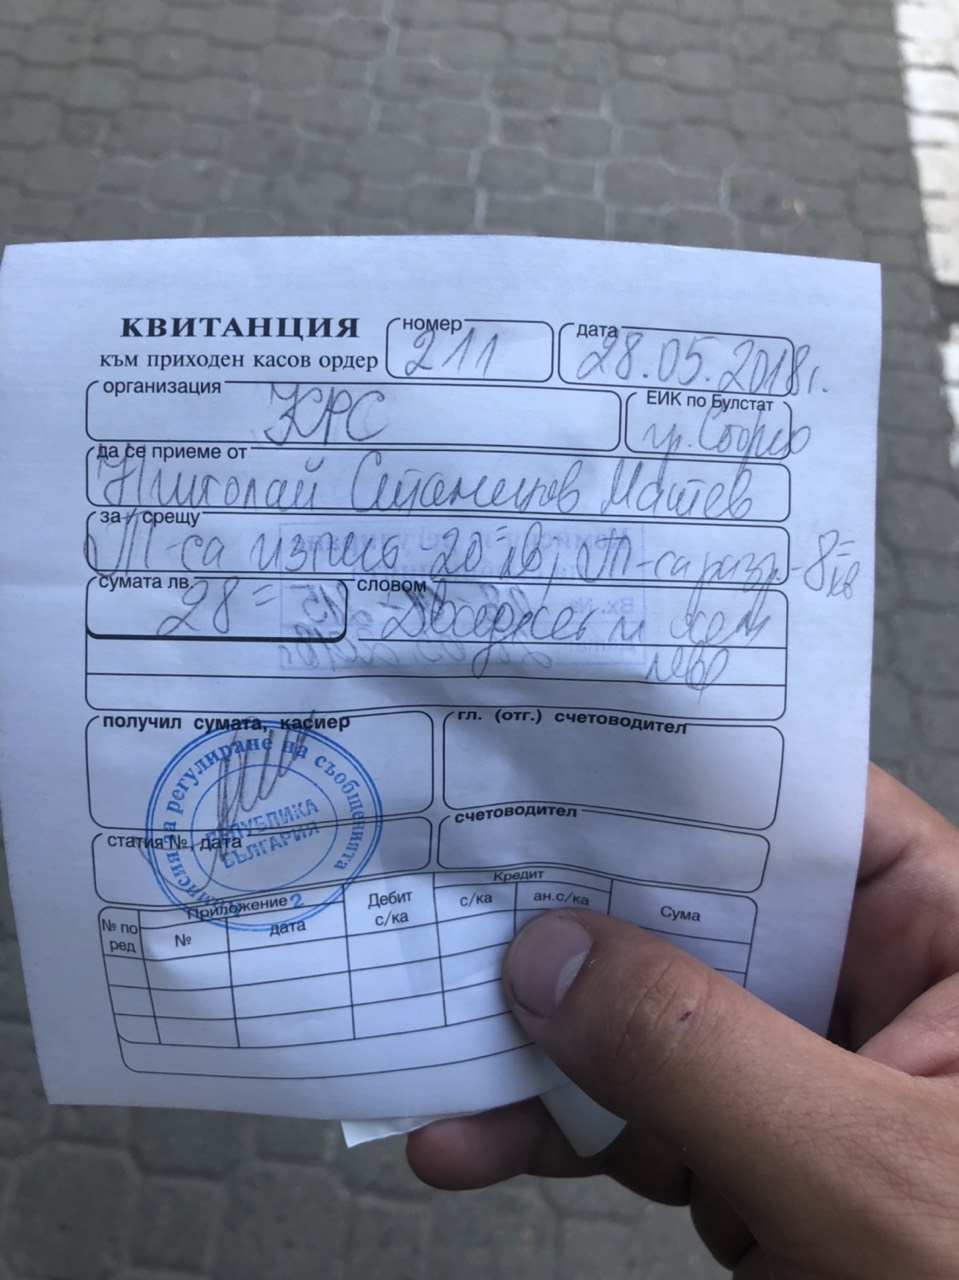 КВИТАНЦИЯ
към приходен касов ордер
номер
211
дата
28.05.2018г.
организация
КРС
ЕИК по Булстат
гр. София
да се приеме от
Николай Матев
за / срещу
Т-са изпит-20= лв, Т-са разр.-8= лв
сумата лв.
28=
словом
Двадесет и осем
лева
получил сумата, касиер
гл. (отг.) счетоводител
счетоводител
статия №, дата
Комисия за регулиране на съобщенията
РЕПУБЛИКА
БЪЛГАРИЯ
2
№ по ред
Приложение
№
дата
Дебит
с/ка
Кредит
с/ка
ан.с/ка
Сума